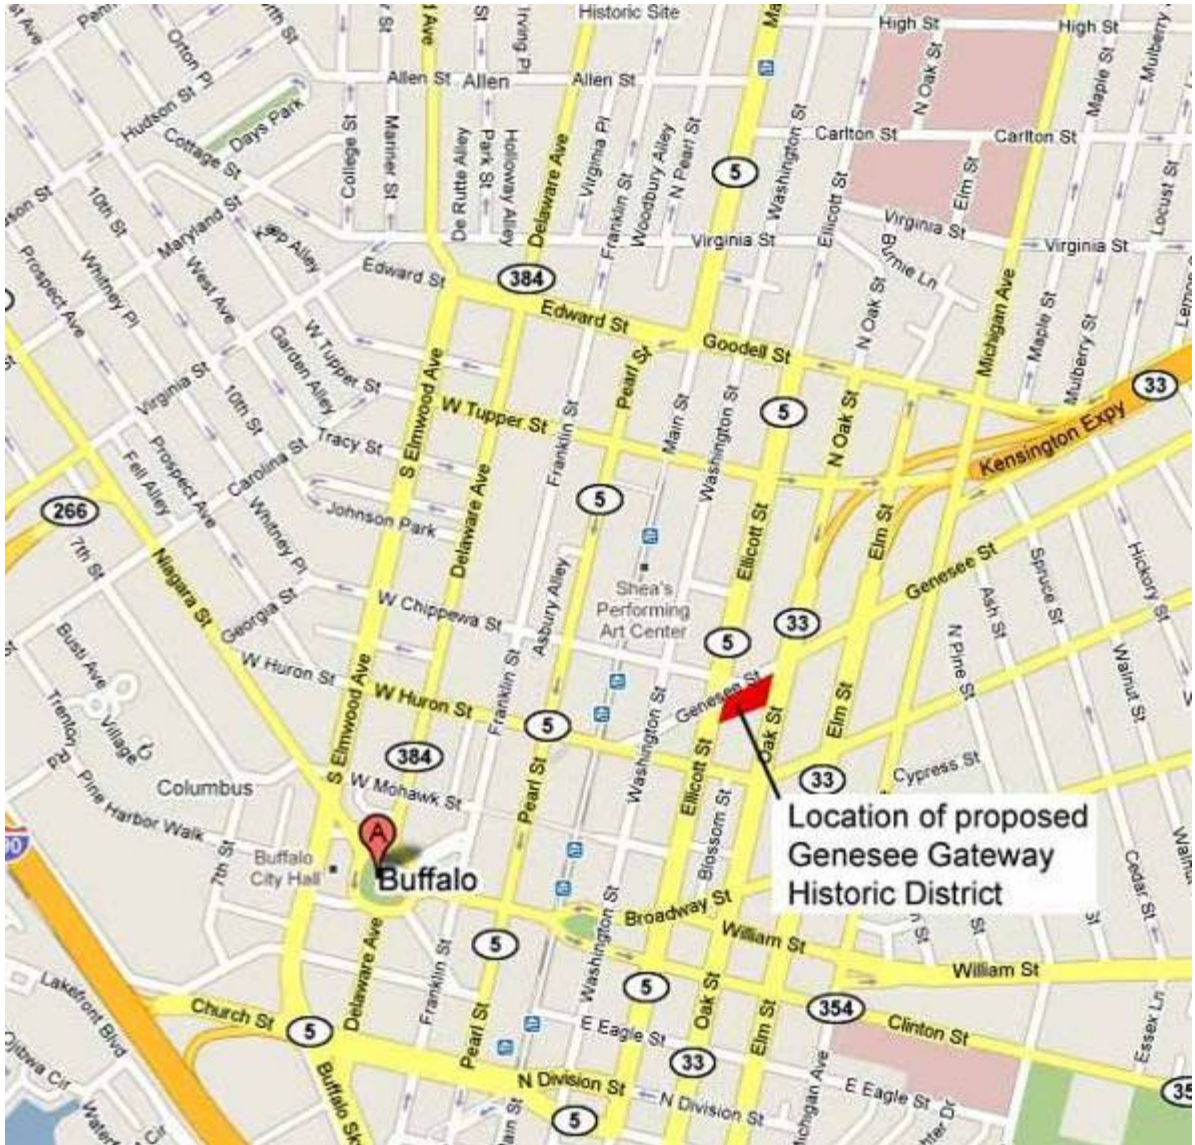 Historic Site
High St
High St
Orton Pl
Irving Pl
Mulberry St
Maple St
N Oak St
Allen St
Allen
Allen St
Hudson St
Days Park
Cottage St
College St
Mariner St
De Rutte Alley
Park St
Holloway Alley
Delaware Ave
Virginia Pl
Franklin St
Woodbury Alley
N Pearl St
Washington St
Carlton St
Carlton St
Elm St
Locust St
5
Ellicott St
10th St
Maryland St
Virginia St
Virginia St
Virginia St
Burnie Ln
Prospect Ave
Whitney Pl
West Ave
Edward St
384
Edward St
Goodell St
N Oak St
Michigan Ave
Maple St
Mulberry St
33
Kensington Expy
Garden Alley
W Tupper St
Virginia St
10th St
Tracy St
Carolina St
S Elmwood Ave
W Tupper St
Pearl St
Franklin St
Main St
Washington St
5
N Oak St
Fell Alley
Prospect Ave
Whitney Pl
Johnson Park
Delaware Ave
5
Ellicott St
Elm St
266
7th St
Niagara St
Georgia St
Asbury Alley
Shea's
Performing
Art Center
Genesee St
Spruce St
Hickory St
Ash St
W Chippewa St
33
5
N Pine St
Busti Ave
Village
Trenton
Rd
W Huron St
W Huron St
Franklin St
Genesee St
Oak St
Elm St
Walnut St
5
384
S Elmwood Ave
Columbus
W Mohawk St
Pearl St
Washington St
Ellicott St
33
Cypress St
Pine Harbor Walk
7th St
Location of proposed
Genesee Gateway
Historic District
Blossom St
A
Buffalo
City Hall
Buffalo
Cedar St
90
Broadway St
William St
William St
5
Delaware Ave
Franklin St
Washington St
5
Oak St
Elm St
354
Clinton St
Lakefront Blvd
Church St
5
Pearl St
E Eagle St
33
Michigan Ave
E Eagle St
Essex Ln
35
Ojibwa Cir
N Division St
N Division St
5